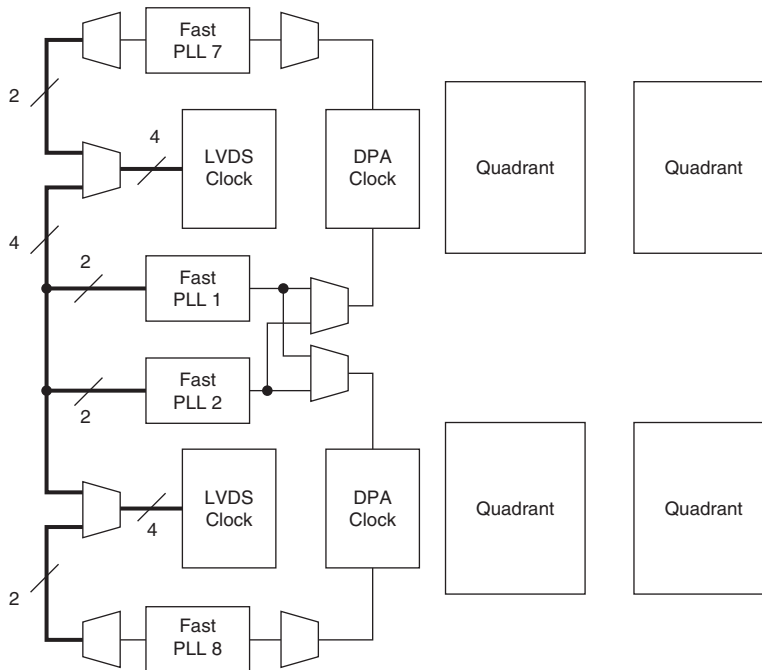 Fast
PLL 7
2
4
LVDS
Clock
DPA
Clock
Quadrant
Quadrant
4
2
Fast
PLL 1
Fast
PLL 2
2
LVDS
Clock
4
DPA
Clock
Quadrant
Quadrant
2
Fast
PLL 8